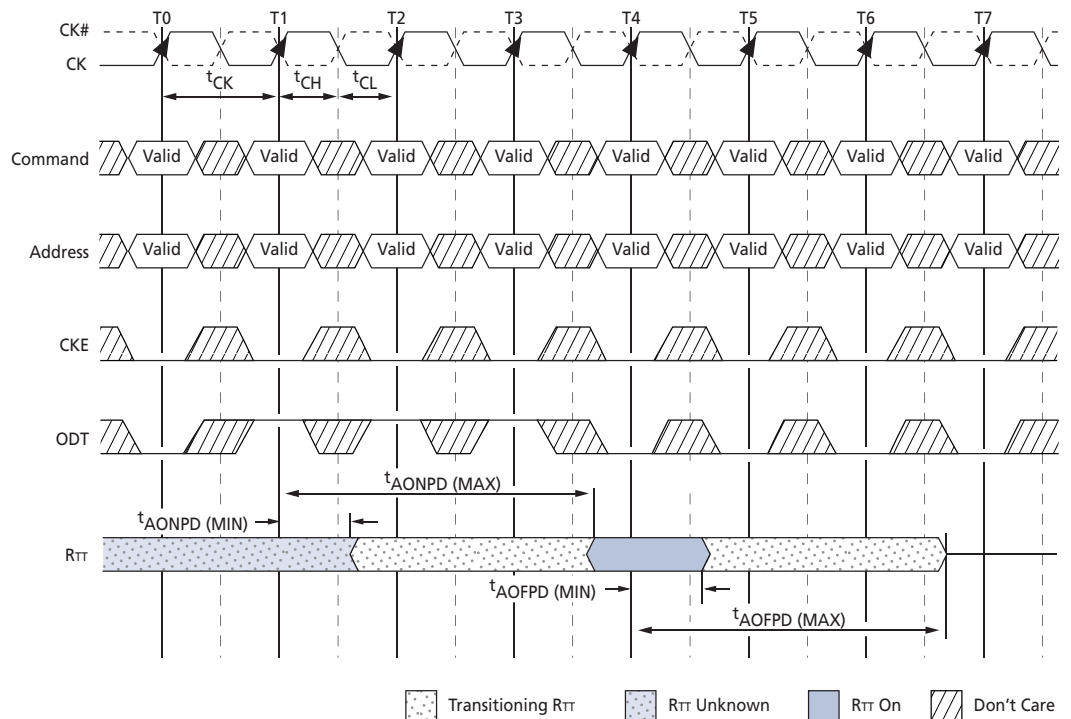 T0 T1 T2 T3 T4 T5 T6 T7
CK#
CK
tCK tCH tCL
Command Valid Valid Valid Valid Valid Valid Valid Valid
Address Valid Valid Valid Valid Valid Valid Valid Valid
CKE
ODT
tAONPD (MAX)
tAONPD (MIN)
RTT
tAOFPD (MIN)
tAOFPD (MAX)
Transitioning RTT RTT Unknown RTT On Don't Care